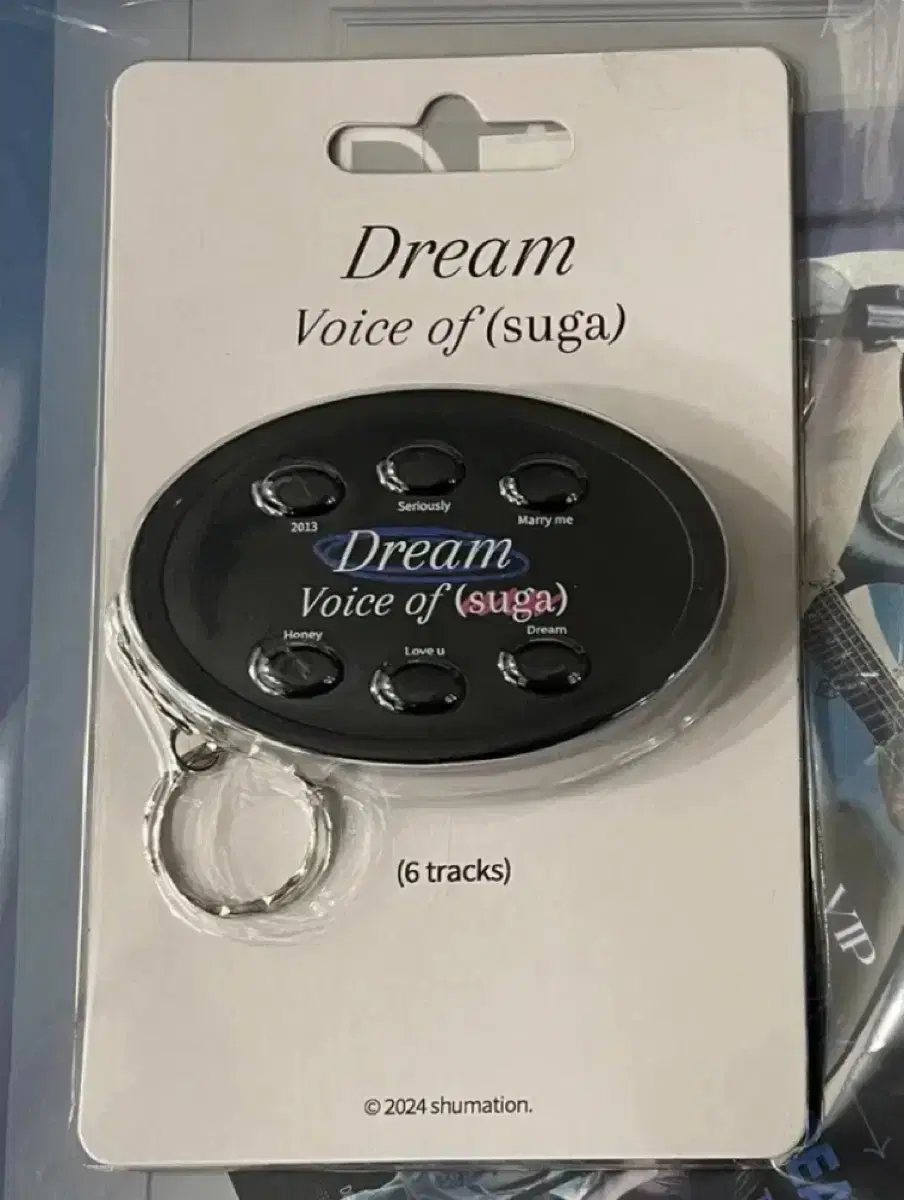 Dream
Voice of (suga)
2013
Seriously
Marry me
Dream
Voice of (suga)
Honey
Love u
Dream
(6 tracks)
© 2024 shumation.
VIP